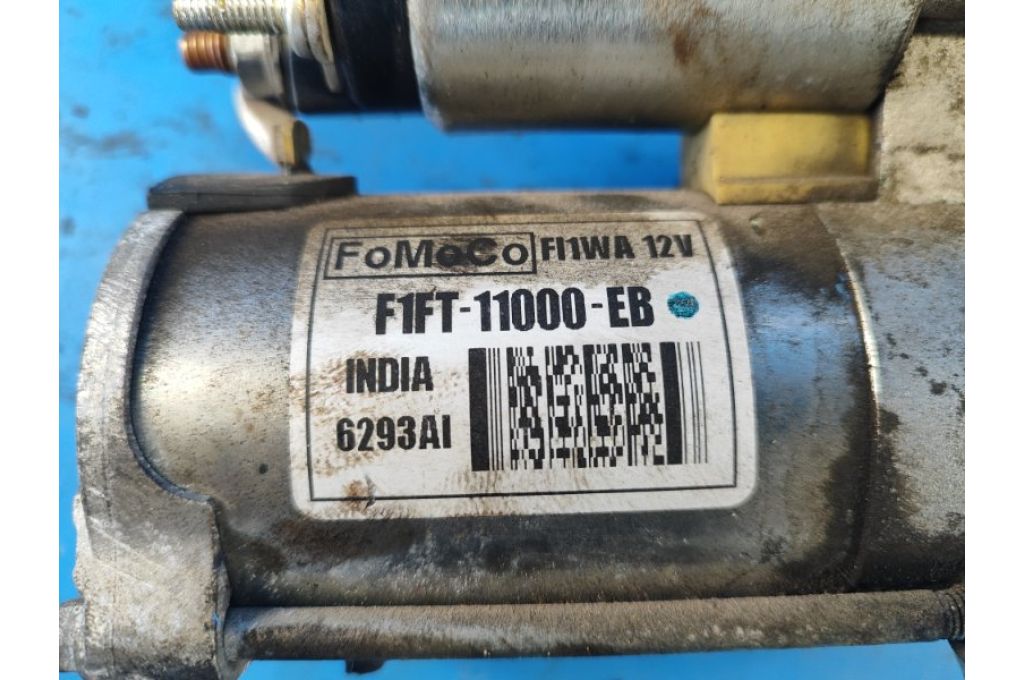 FoMoCo FI1WA 12V
F1FT-11000-EB
INDIA
6293AI